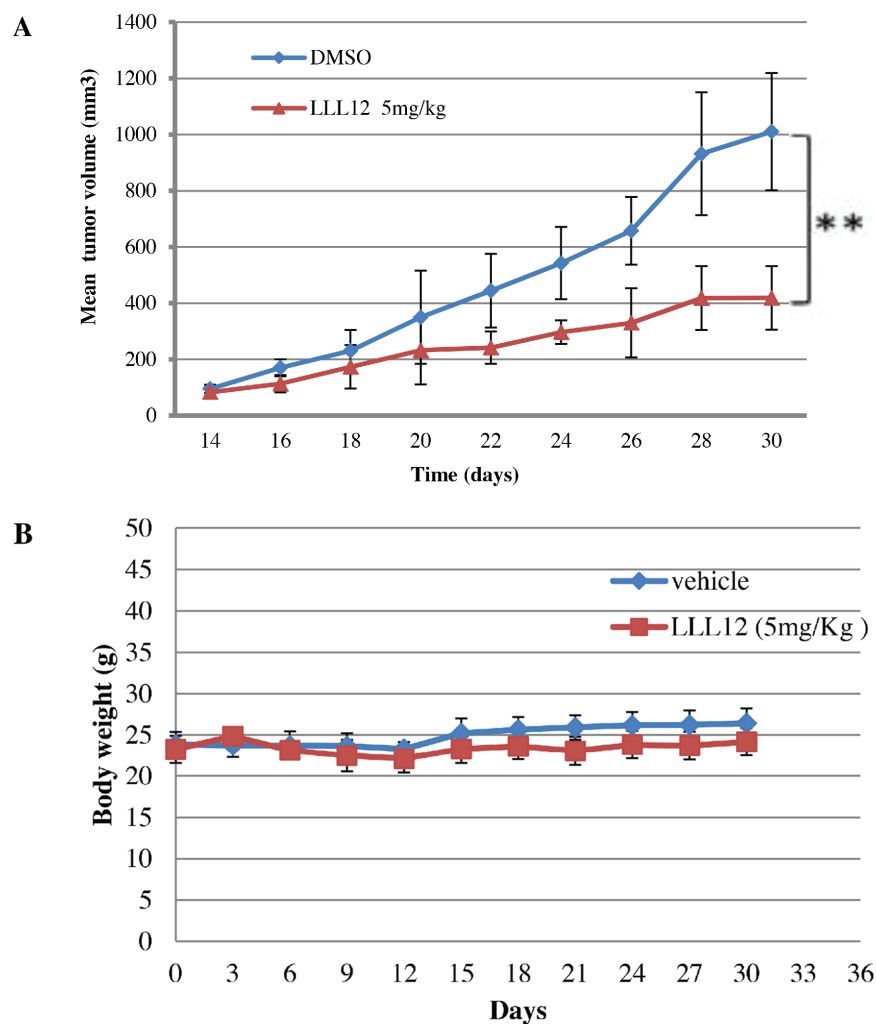 A
1400
1200
1000
800
600
400
200
0
Mean tumor volume (mm3)
DMSO
LLL12 5mg/kg
**
14 16 18 20 22 24 26 28 30
Time (days)
B
50
45
40
35
30
25
20
15
10
5
0
Body weight (g)
vehicle
LLL12 (5mg/Kg )
0 3 6 9 12 15 18 21 24 27 30 33 36
Days